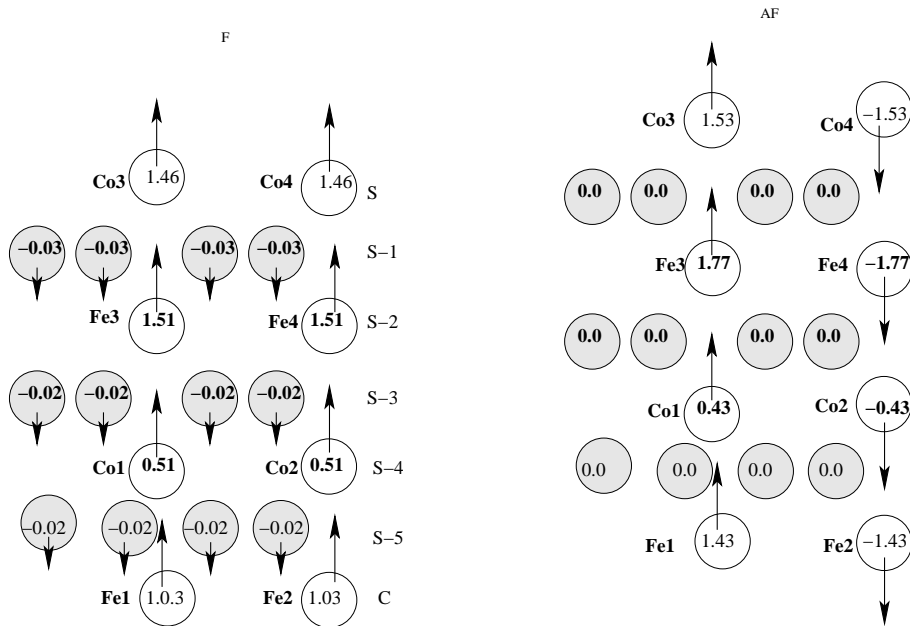 F
Co3 1.46 Co4 1.46 S
−0.03 −0.03 −0.03 −0.03 S−1
Fe3 1.51 Fe4 1.51 S−2
−0.02 −0.02 −0.02 −0.02 S−3
Co1 0.51 Co2 0.51 S−4
−0.02 −0.02 −0.02 −0.02 S−5
Fe1 1.0.3 Fe2 1.03 C
AF
Co3 1.53 Co4 −1.53
0.0 0.0 0.0 0.0
Fe3 1.77 Fe4 −1.77
0.0 0.0 0.0 0.0
Co1 0.43 Co2 −0.43
0.0 0.0 0.0 0.0
Fe1 1.43 Fe2 −1.43